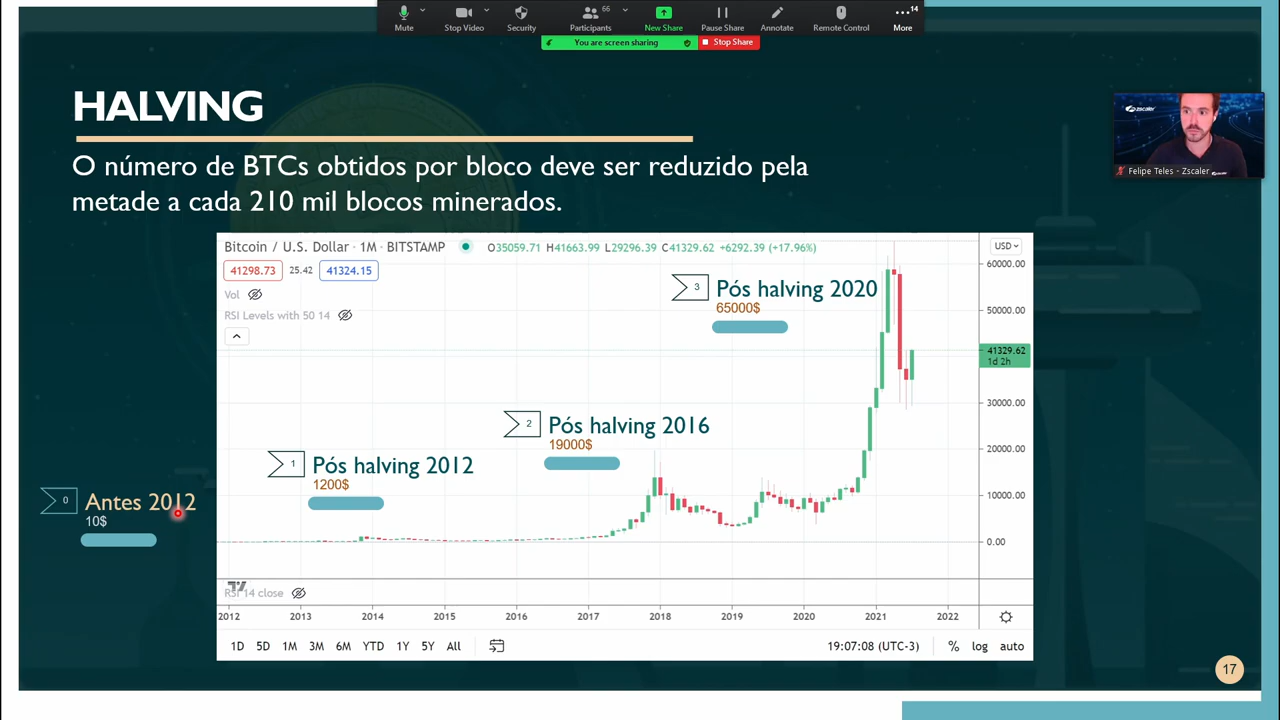 66
14
Mute
Stop Video
Security
Participants
New Share
Pause Share
Annotate
Remote Control
More
You are screen sharing
Stop Share
HALVING
O número de BTCs obtidos por bloco deve ser reduzido pela
metade a cada 210 mil blocos minerados.
zscaler
Felipe Teles - Zscaler
zscaler
Bitcoin / U.S. Dollar · 1M · BITSTAMP O35059.71 H41663.99 L29296.39 C41329.62 +6292.39 (+17.96%)
USD
41298.73 25.42 41324.15
Vol
RSI Levels with 50 14
60000.00
50000.00
41329.62
1d 2h
30000.00
20000.00
10000.00
0.00
3 Pós halving 2020
65000$
2 Pós halving 2016
19000$
1 Pós halving 2012
1200$
0 Antes 2012
10$
RSI 14 close
2012 2013 2014 2015 2016 2017 2018 2019 2020 2021 2022
1D 5D 1M 3M 6M YTD 1Y 5Y All 19:07:08 (UTC-3) % log auto
17